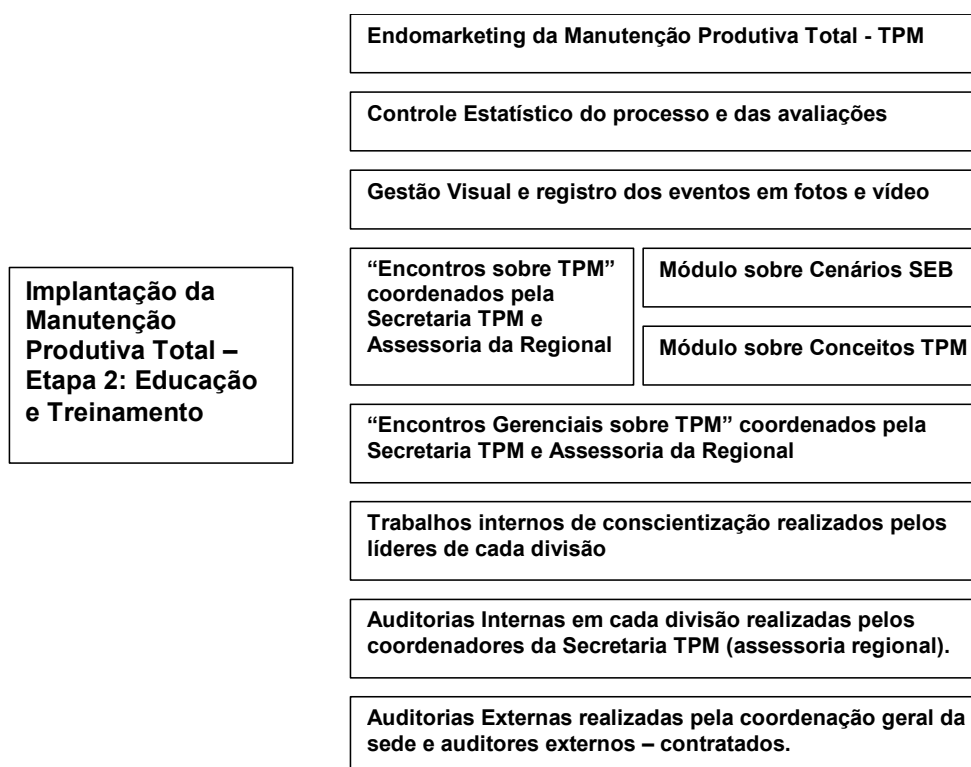 Endomarketing da Manutenção Produtiva Total - TPM
Controle Estatístico do processo e das avaliações
Gestão Visual e registro dos eventos em fotos e vídeo
Implantação da
Manutenção
Produtiva Total –
Etapa 2: Educação
e Treinamento
“Encontros sobre TPM”
coordenados pela
Secretaria TPM e
Assessoria da Regional
Módulo sobre Cenários SEB
Módulo sobre Conceitos TPM
“Encontros Gerenciais sobre TPM” coordenados pela
Secretaria TPM e Assessoria da Regional
Trabalhos internos de conscientização realizados pelos
líderes de cada divisão
Auditorias Internas em cada divisão realizadas pelos
coordenadores da Secretaria TPM (assessoria regional).
Auditorias Externas realizadas pela coordenação geral da
sede e auditores externos – contratados.